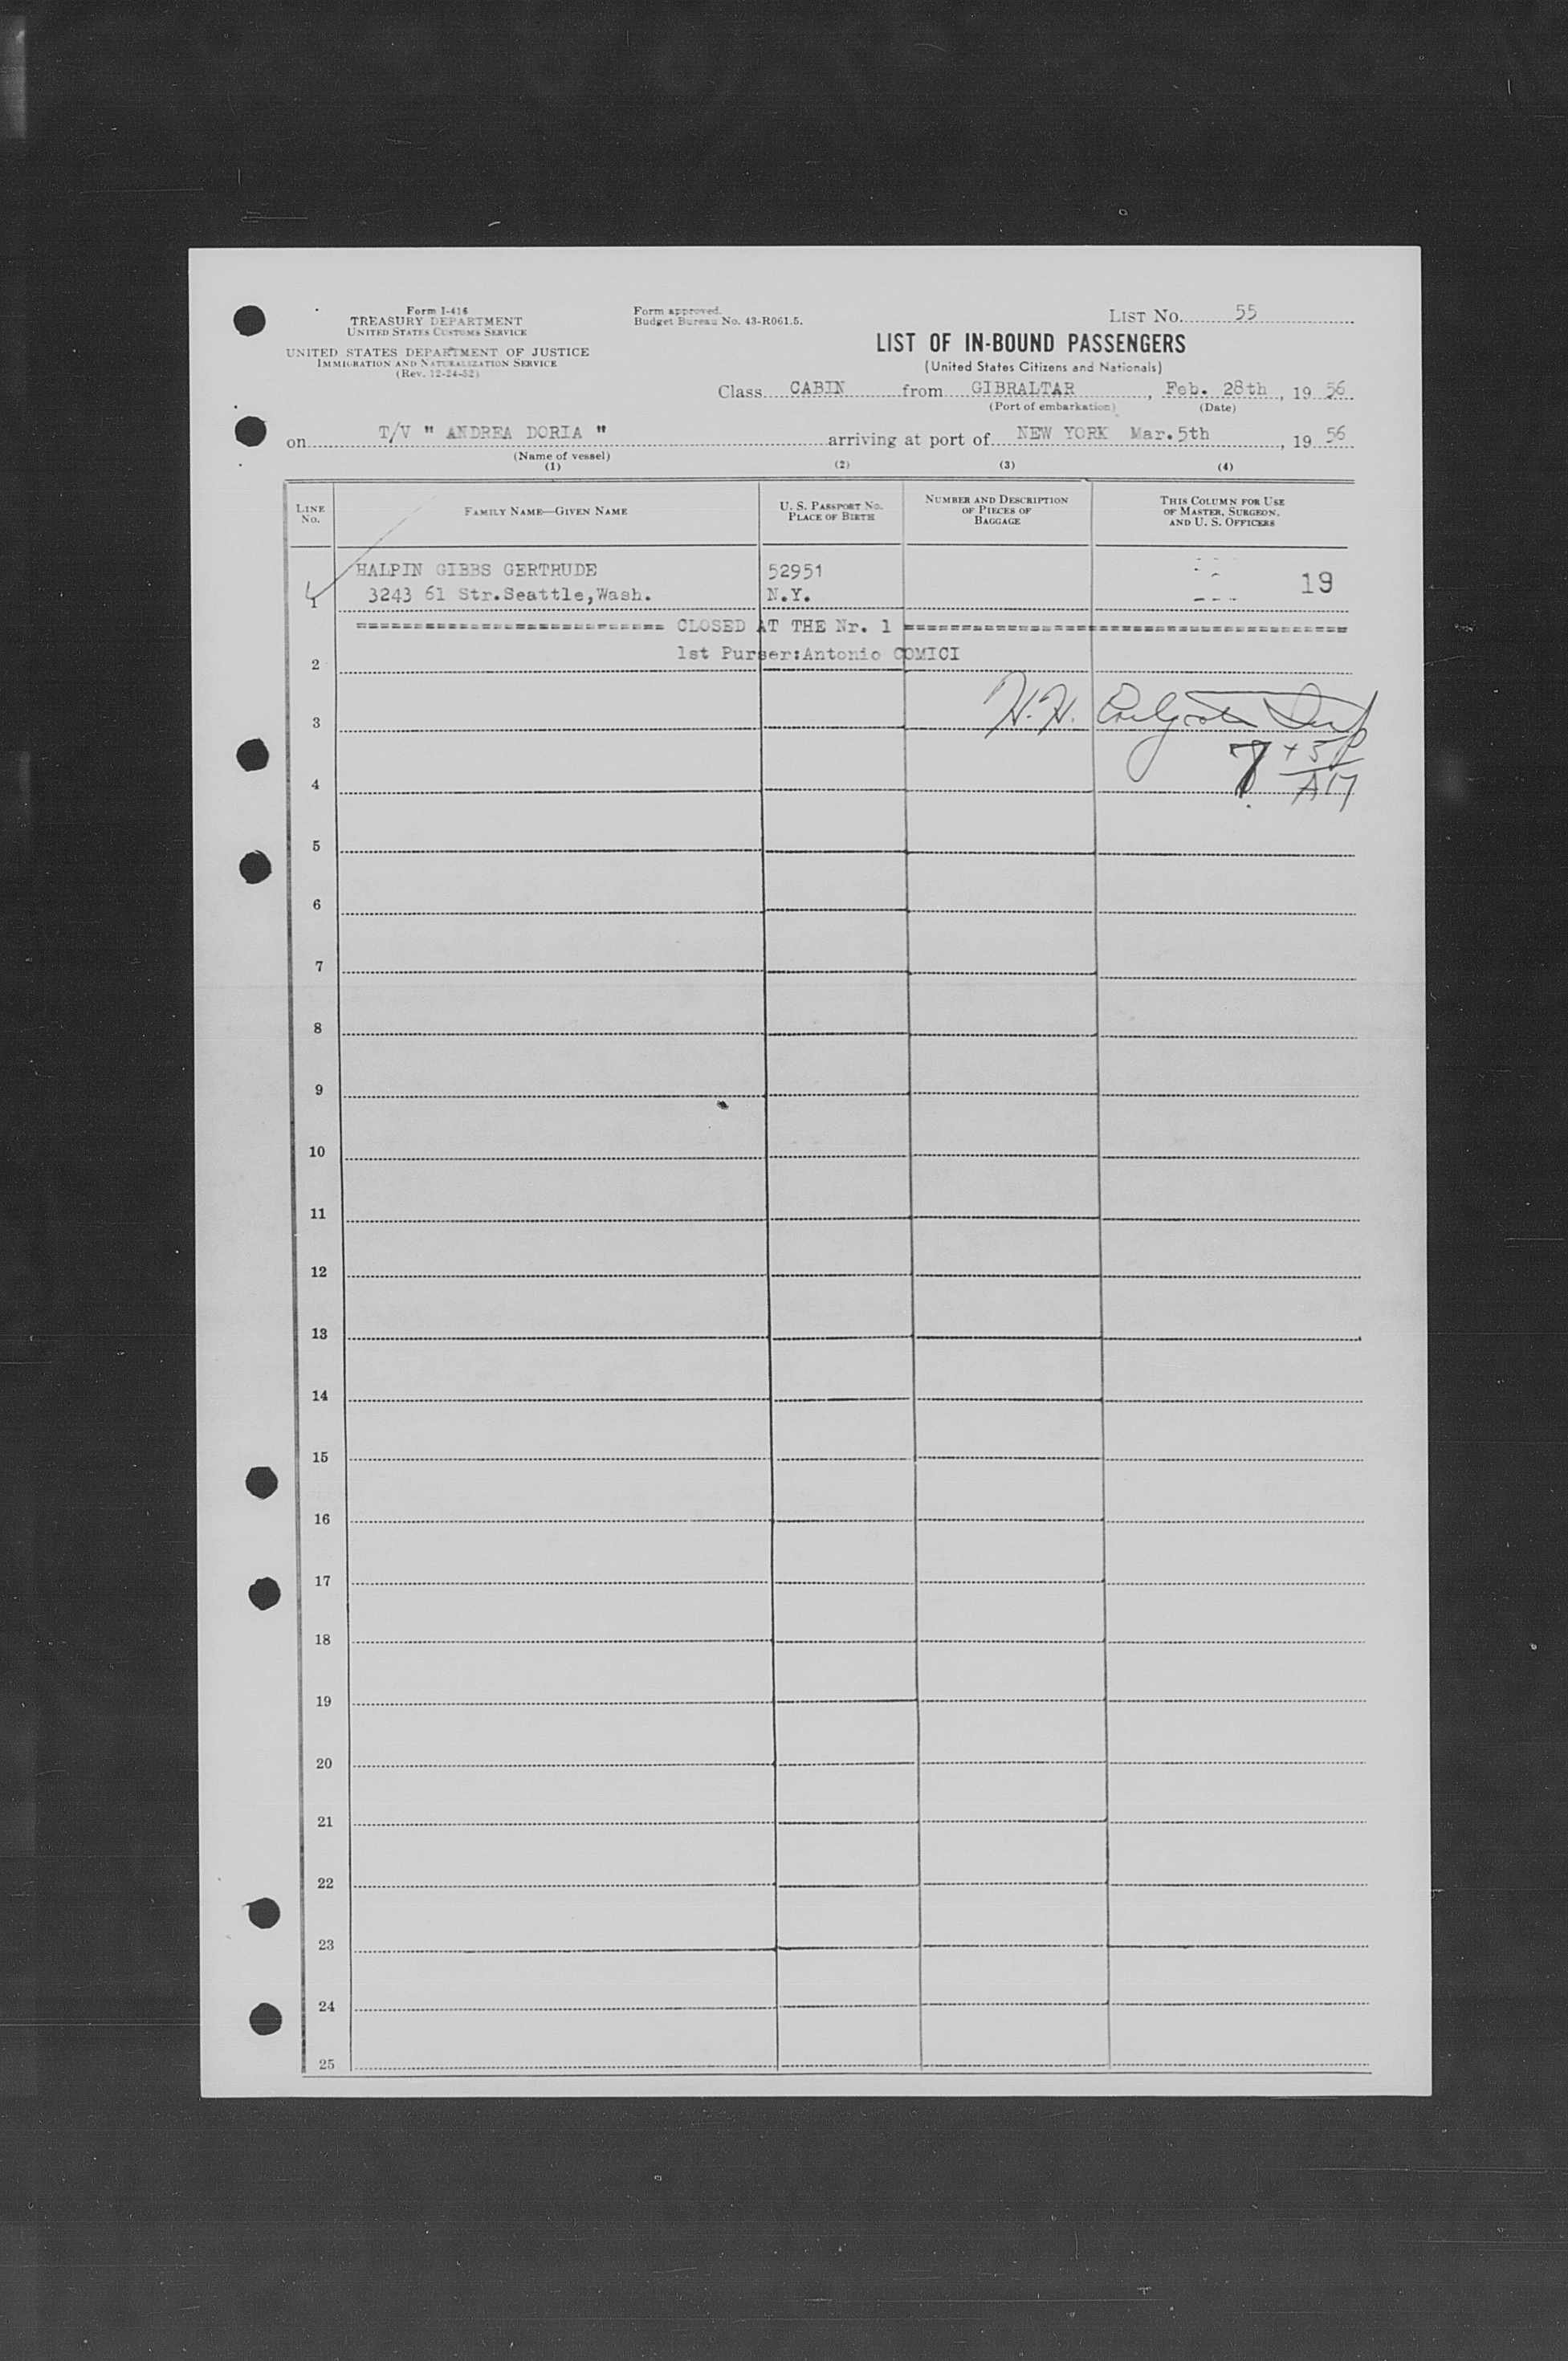 Form I-416
TREASURY DEPARTMENT
UNITED STATES CUSTOMS SERVICE
UNITED STATES DEPARTMENT OF JUSTICE
IMMIGRATION AND NATURALIZATION SERVICE
(Rev. 12-24-52)
Form approved.
Budget Bureau No. 43-R061.5.
LIST No. 55
LIST OF IN-BOUND PASSENGERS
(United States Citizens and Nationals)
Class CABIN from GIBRALTAR, Feb. 28th, 19 56
(Port of embarkation) (Date)
on T/V " ANDREA DORIA " arriving at port of NEW YORK Mar.5th, 19 56
(Name of vessel)
(1) (2) (3) (4)
LINE No. FAMILY NAME—GIVEN NAME U. S. PASSPORT No. PLACE OF BIRTH NUMBER AND DESCRIPTION OF PIECES OF BAGGAGE THIS COLUMN FOR USE OF MASTER, SURGEON, AND U. S. OFFICERS
HALPIN GIBBS GERTRUDE 52951
1 3243 61 Str.Seattle,Wash. N.Y. 19
CLOSED AT THE Nr. 1
2 1st Purser:Antonio COMICI
3 H.H.
4
5
6
7
8
9
10
11
12
13
14
15
16
17
18
19
20
21
22
23
24
25